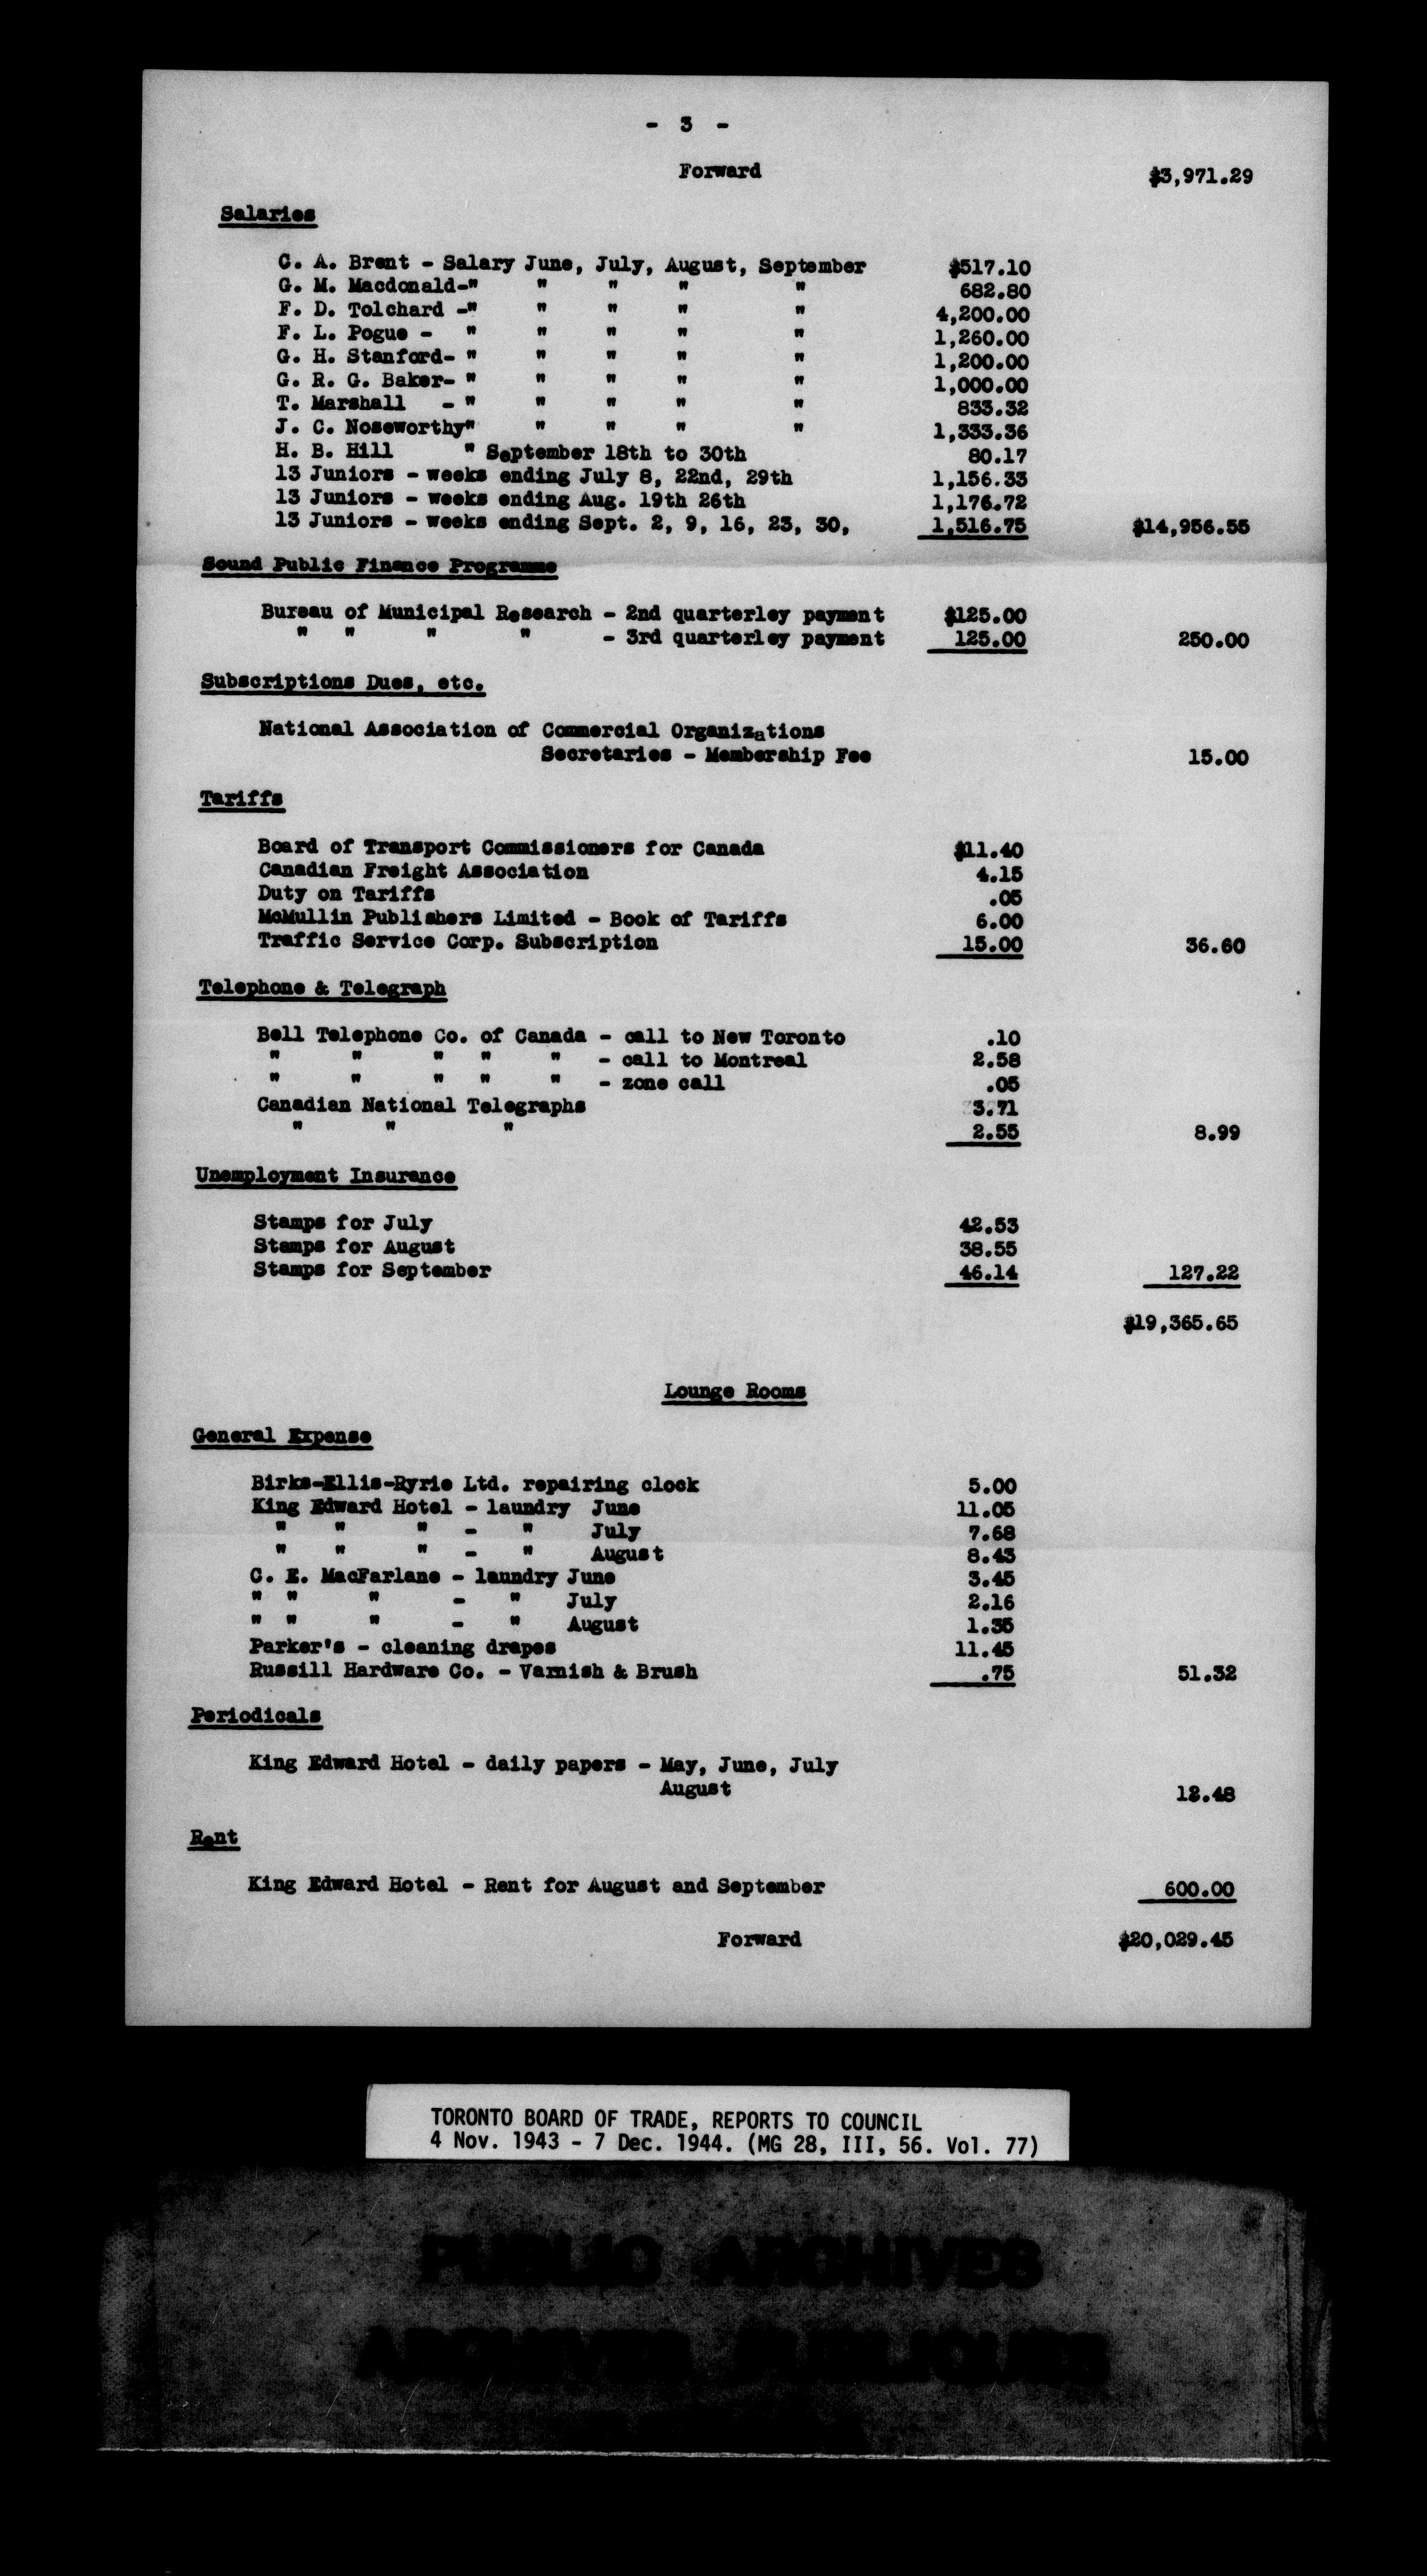 - 3 -
Forward $3,971.29
Salaries
C. A. Brent - Salary June, July, August, September $517.10
G. M. Macdonald-" " " " " 682.80
F. D. Tolchard -" " " " " 4,200.00
F. L. Pogue - " " " " " 1,260.00
G. H. Stanford- " " " " " 1,200.00
G. R. G. Baker- " " " " " 1,000.00
T. Marshall - " " " " " 833.32
J. C. Noseworthy" " " " " 1,333.36
H. B. Hill " September 18th to 30th 80.17
13 Juniors - weeks ending July 8, 22nd, 29th 1,156.33
13 Juniors - weeks ending Aug. 19th 26th 1,176.72
13 Juniors - weeks ending Sept. 2, 9, 16, 23, 30, 1,516.75 $14,956.55
Sound Public Finance Programme
Bureau of Municipal Research - 2nd quarterley payment $125.00
" " " " - 3rd quarterley payment 125.00 250.00
Subscriptions Dues, etc.
National Association of Commercial Organizations
Secretaries - Membership Fee 15.00
Tariffs
Board of Transport Commissioners for Canada $11.40
Canadian Freight Association 4.15
Duty on Tariffs .05
McMullin Publishers Limited - Book of Tariffs 6.00
Traffic Service Corp. Subscription 15.00 36.60
Telephone & Telegraph
Bell Telephone Co. of Canada - call to New Toronto .10
" " " " " - call to Montreal 2.58
" " " " " - zone call .05
Canadian National Telegraphs 3.71
" " " 2.55 8.99
Unemployment Insurance
Stamps for July 42.53
Stamps for August 38.55
Stamps for September 46.14 127.22
$19,365.65
Lounge Rooms
General Expense
Birks-Ellis-Ryrie Ltd. repairing clock 5.00
King Edward Hotel - laundry June 11.05
" " " - " July 7.68
" " " - " August 8.43
C. E. MacFarlane - laundry June 3.45
" " " - " July 2.16
" " " - " August 1.35
Parker's - cleaning drapes 11.45
Russill Hardware Co. - Varnish & Brush .75 51.32
Periodicals
King Edward Hotel - daily papers - May, June, July
August 12.48
Rent
King Edward Hotel - Rent for August and September 600.00
Forward $20,029.45
TORONTO BOARD OF TRADE, REPORTS TO COUNCIL
4 Nov. 1943 - 7 Dec. 1944. (MG 28, III, 56. Vol. 77)
PUBLIC ARCHIVES
ARCHIVES PUBLIQUES